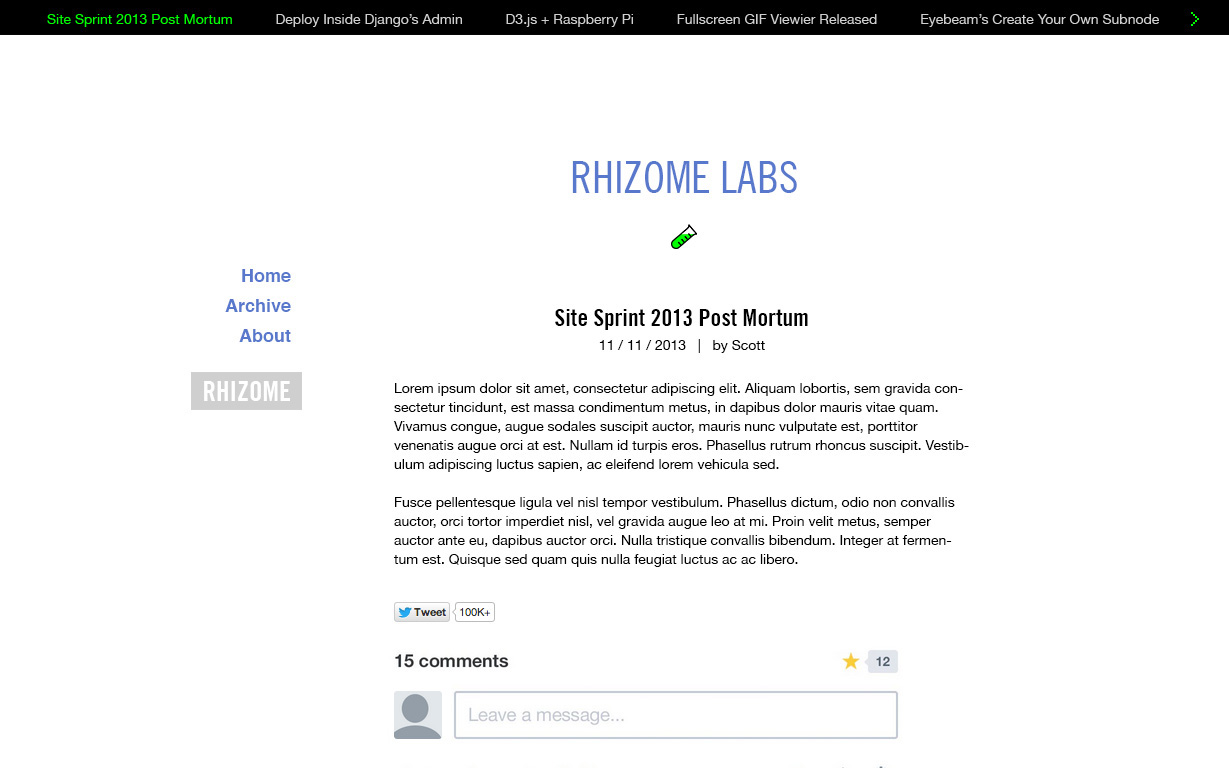 Site Sprint 2013 Post Mortum Deploy Inside Django's Admin D3.js + Raspberry Pi Fullscreen GIF Viewier Released Eyebeam's Create Your Own Subnode
RHIZOME LABS
Home
Archive
About
RHIZOME
Site Sprint 2013 Post Mortum
11 / 11 / 2013 | by Scott
Lorem ipsum dolor sit amet, consectetur adipiscing elit. Aliquam lobortis, sem gravida con-
sectetur tincidunt, est massa condimentum metus, in dapibus dolor mauris vitae quam.
Vivamus congue, augue sodales suscipit auctor, mauris nunc vulputate est, porttitor
venenatis augue orci at est. Nullam id turpis eros. Phasellus rutrum rhoncus suscipit. Vestib-
ulum adipiscing luctus sapien, ac eleifend lorem vehicula sed.
Fusce pellentesque ligula vel nisl tempor vestibulum. Phasellus dictum, odio non convallis
auctor, orci tortor imperdiet nisl, vel gravida augue leo at mi. Proin velit metus, semper
auctor ante eu, dapibus auctor orci. Nulla tristique convallis bibendum. Integer at fermen-
tum est. Quisque sed quam quis nulla feugiat luctus ac ac libero.
Tweet 100K+
15 comments 12
Leave a message...